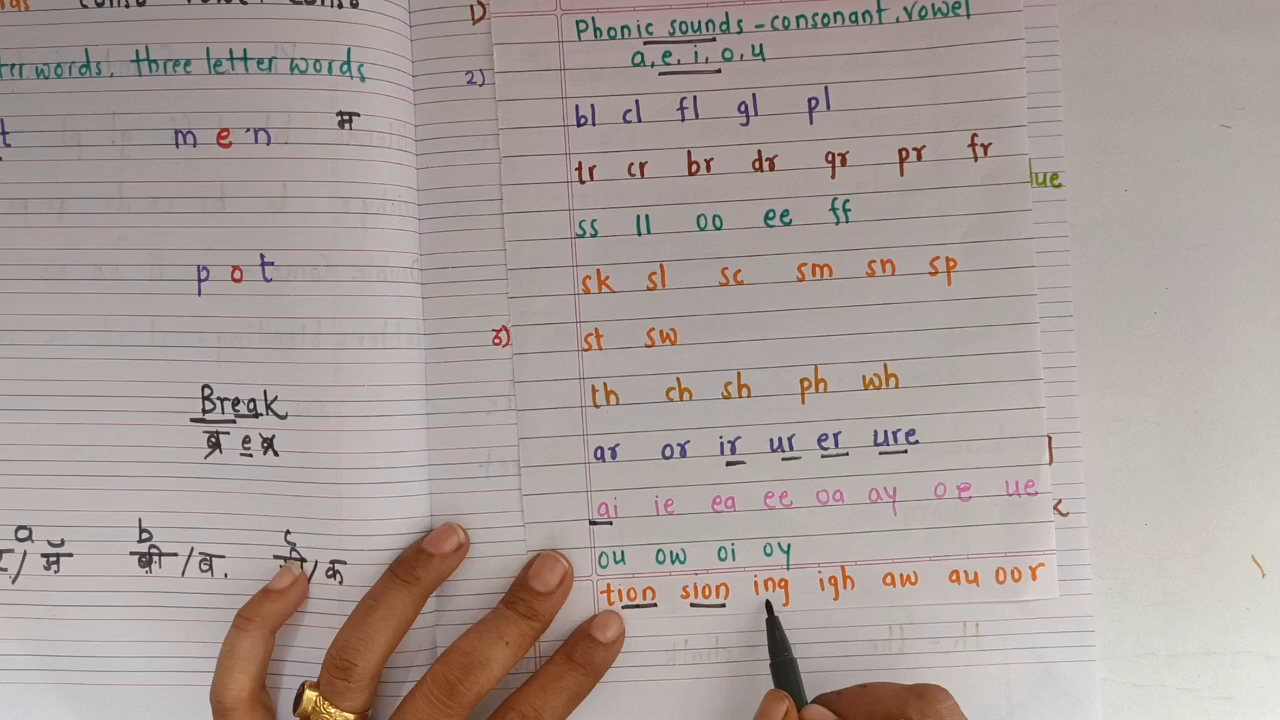 three letter words
m e n म
p o t
Break
a b c
/ ब. / क
1)
Phonic sounds - consonant, vowel
a, e, i, o, u
2)
bl cl fl gl pl
tr cr br dr gr pr fr
ss ll oo ee ff
sk sl sc sm sn sp
st sw
th ch sh ph wh
ar or ir ur er ure
ai ie ea ee oa ay oe ue
ou ow oi oy
tion sion ing igh aw au oor
ue